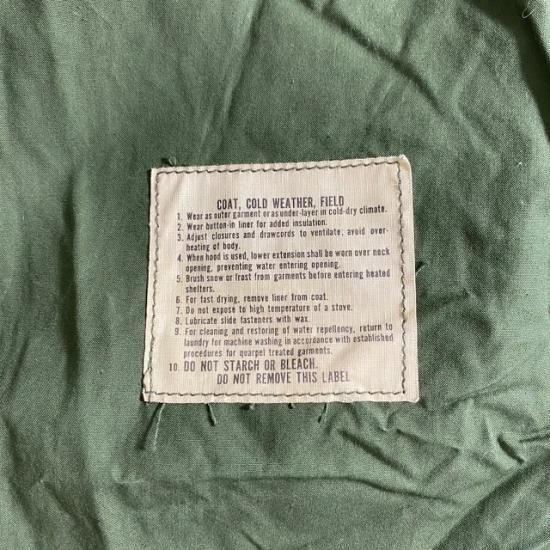 COAT, COLD WEATHER, FIELD
1. Wear as outer garment or as under-layer in cold-dry climate.
2. Wear button-in liner for added insulation.
3. Adjust closures and drawcords to ventilate; avoid over-
heating of body.
4. When hood is used, lower extension shall be worn over neck
opening, preventing water entering opening.
5. Brush snow or frost from garments before entering heated
shelters.
6. For fast drying, remove liner from coat.
7. Do not expose to high temperature of a stove.
8. Lubricate slide fasteners with wax.
9. For cleaning and restoring of water repellency, return to
laundry for machine washing in accordance with established
procedures for quarpel treated garments.
10. DO NOT STARCH OR BLEACH.
DO NOT REMOVE THIS LABEL